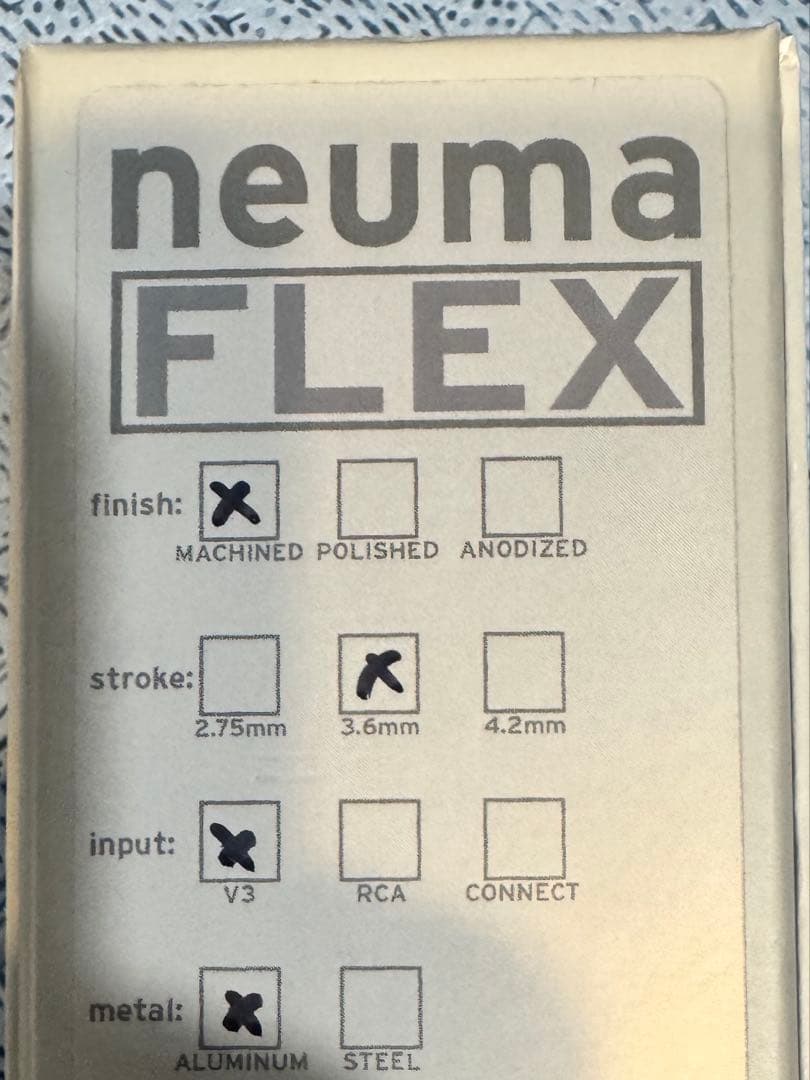 neuma
FLEX
finish:
MACHINED POLISHED ANODIZED
stroke:
2.75mm 3.6mm 4.2mm
input:
V3 RCA CONNECT
metal:
ALUMINUM STEEL